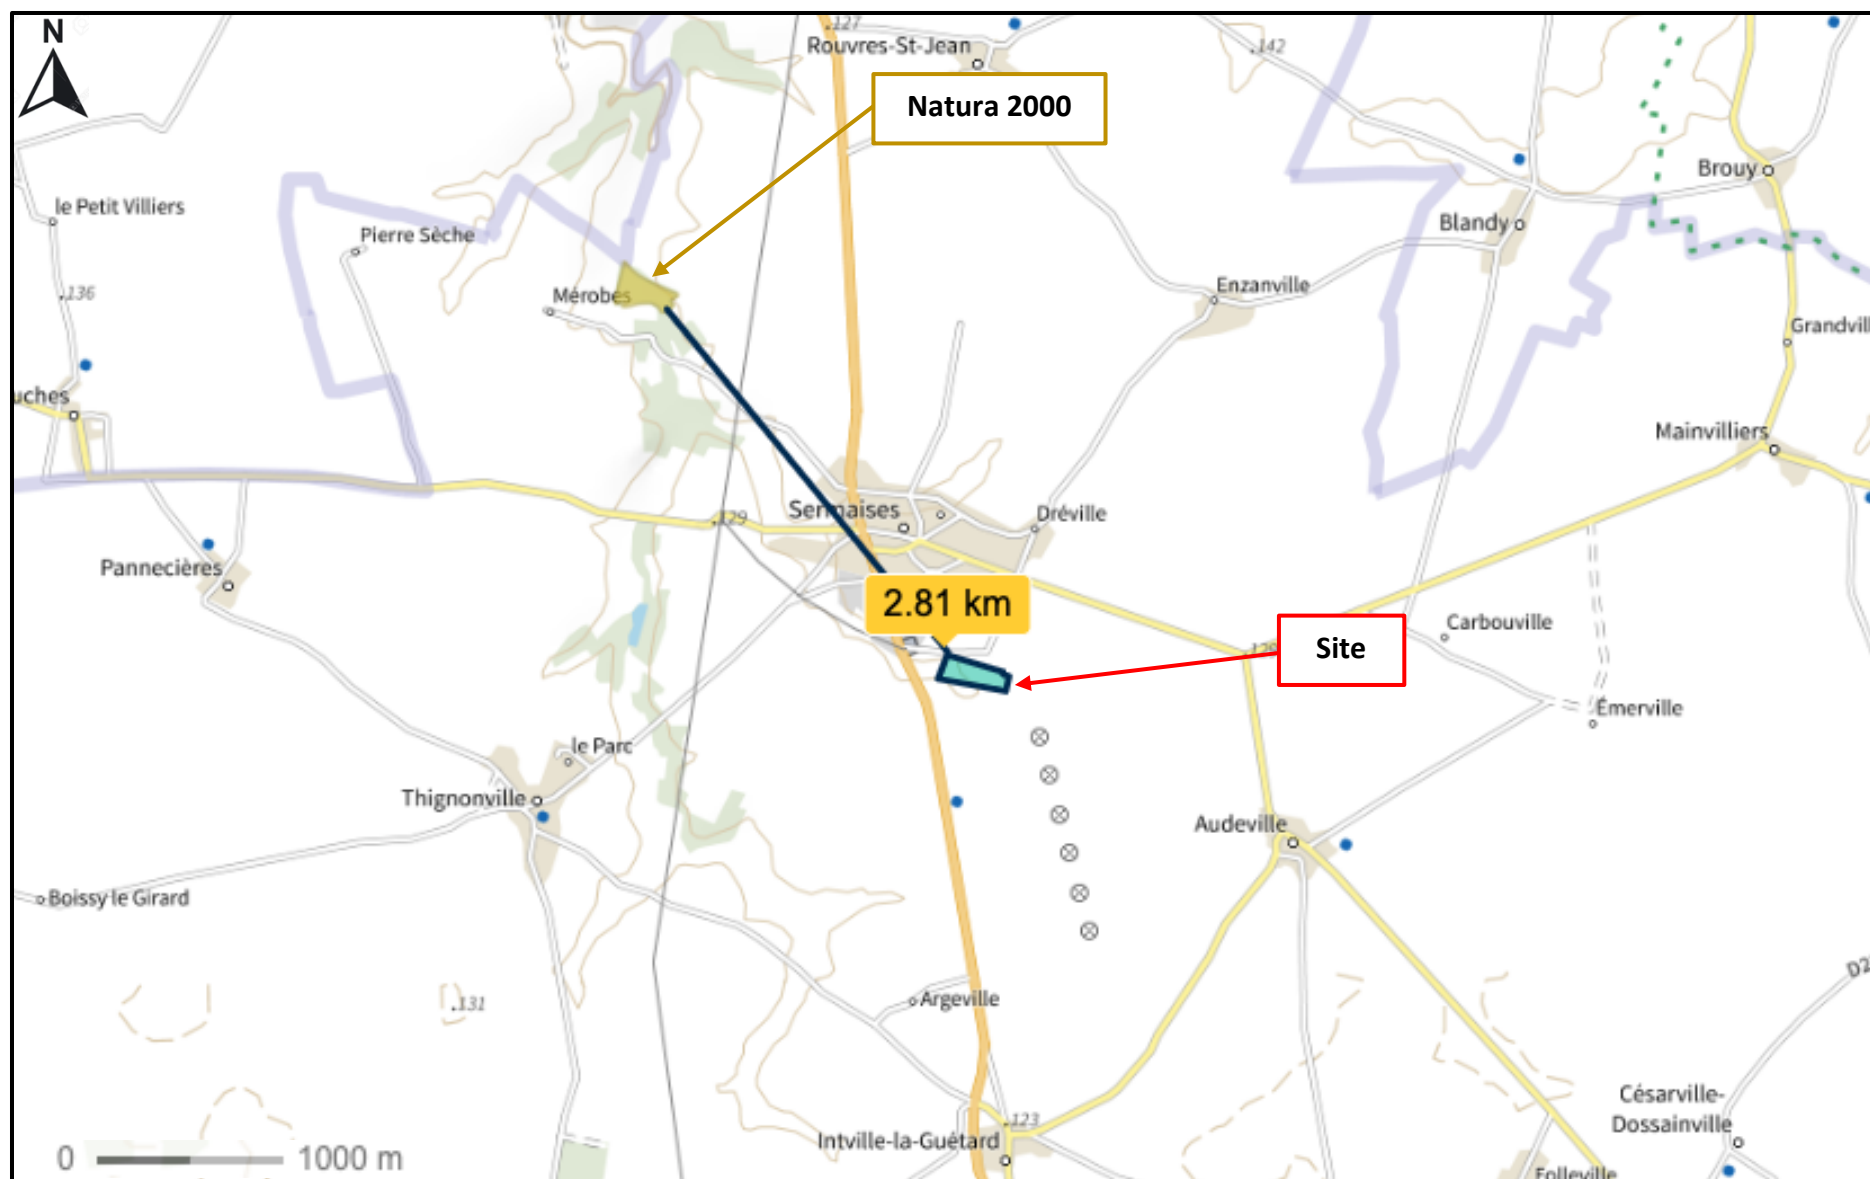 N
127
Rouvres-St-Jean
142
Natura 2000
Brouy
le Petit Villiers
Pierre Sèche
Blandy
136
Mérobes
Enzanville
Grandvill
uches
Mainvilliers
Sermaises
129
Dréville
Pannecières
2.81 km
Carbouville
Site
129
Émerville
le Parc
Thignonville
Audeville
Boissy le Girard
D2
131
Argeville
Césarville-
Dossainville
123
Intville-la-Guétard
0
1000 m
Folleville